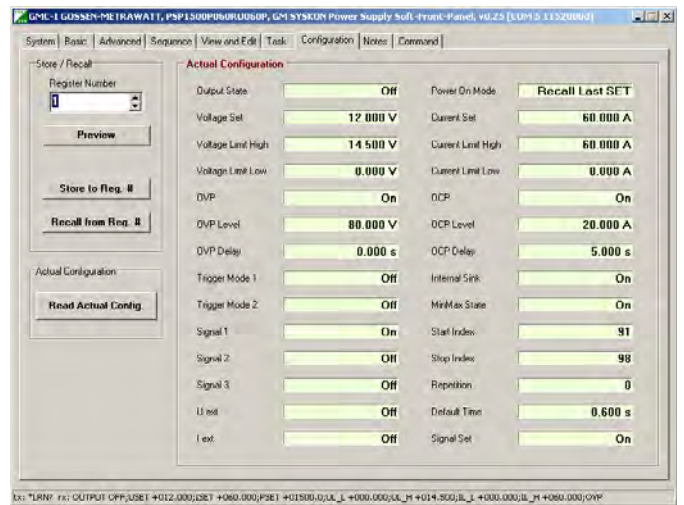 GMC-I GOSSEN-METRAWATT, PSP1500P060RU060P, GM SYSKON Power Supply Soft-Front-Panel, v0.25 [COM 5 115200Bd]
System Basic Advanced Sequence View and Edit Task Configuration Notes Command
Store / Recall
Register Number
1
Preview
Store to Reg. #
Recall from Reg. #
Actual Configuration
Read Actual Config.
Actual Configuration
Output State Off Power On Mode Recall Last SET
Voltage Set 12.000 V Current Set 60.000 A
Voltage Limit High 14.500 V Current Limit High 60.000 A
Voltage Limit Low 0.000 V Current Limit Low 0.000 A
OVP On OCP On
OVP Level 80.000 V OCP Level 20.000 A
OVP Delay 0.000 s OCP Delay 5.000 s
Trigger Mode 1 Off Internal Sink On
Trigger Mode 2 Off MinMax State On
Signal 1 On Start Index 91
Signal 2 Off Stop Index 98
Signal 3 Off Repetition 0
U ext Off Default Time 0.600 s
I ext Off Signal Set On
tx: *LRN? rx: OUTPUT OFF;USET +012.000;ISET +060.000;PSET +01500.0;UL_L +000.000;UL_H +014.500;IL_L +000.000;IL_H +060.000;OVP